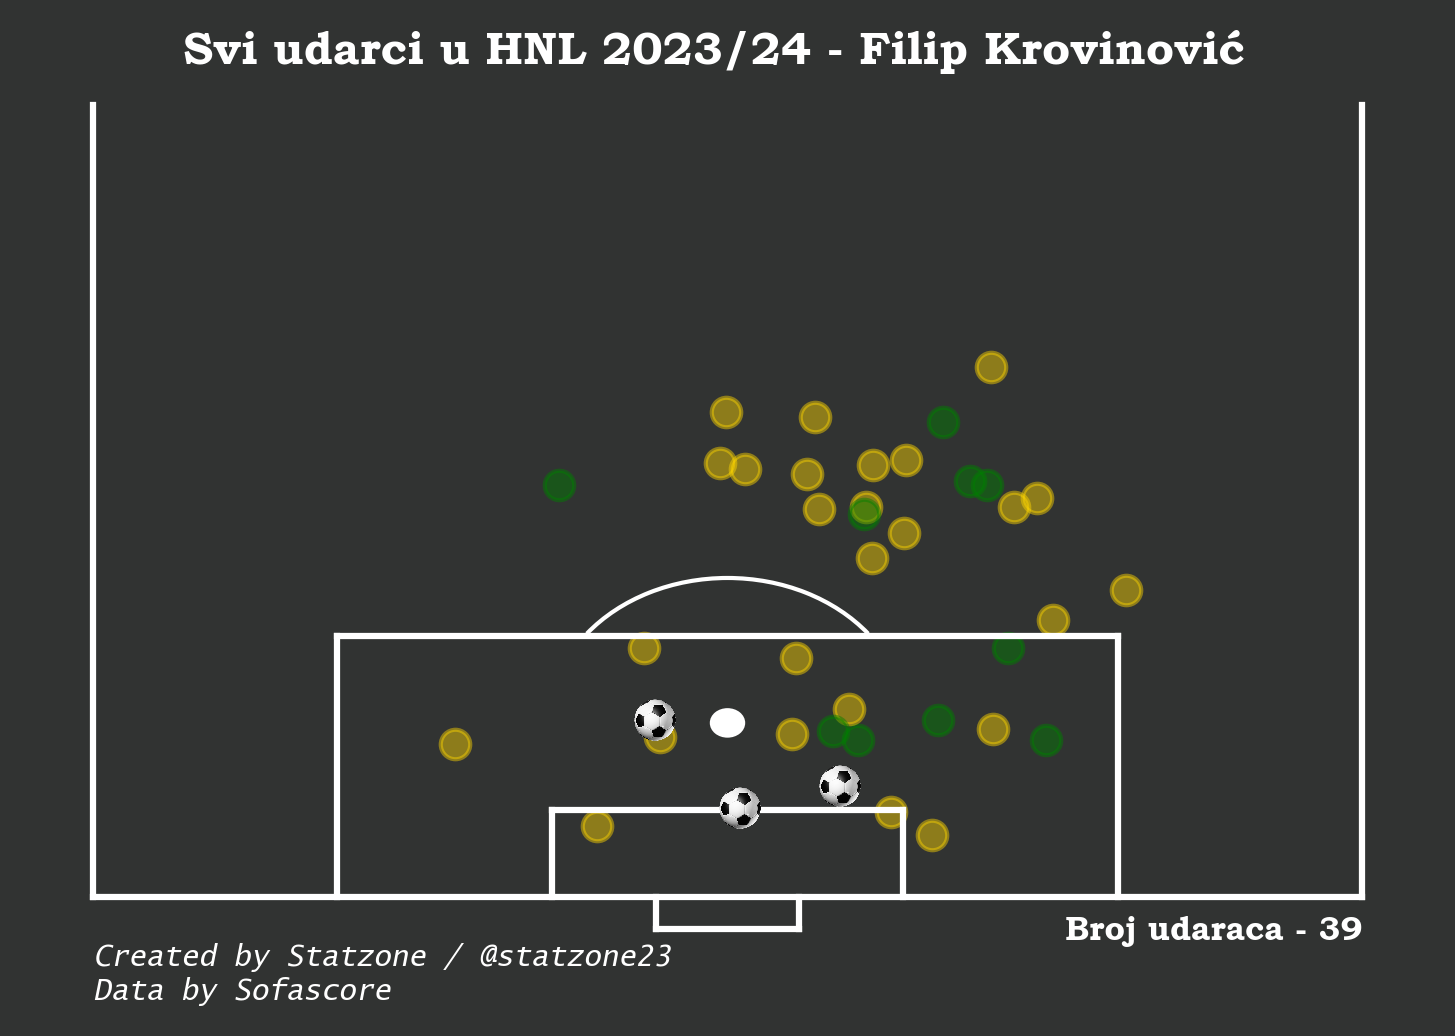 Svi udarci u HNL 2023/24 - Filip Krovinović
Broj udaraca - 39
Created by Statzone / @statzone23
Data by Sofascore